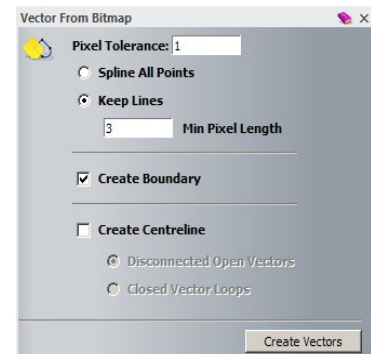 Vector From Bitmap
Pixel Tolerance: 1
Spline All Points
Keep Lines
3 Min Pixel Length
Create Boundary
Create Centreline
Disconnected Open Vectors
Closed Vector Loops
Create Vectors